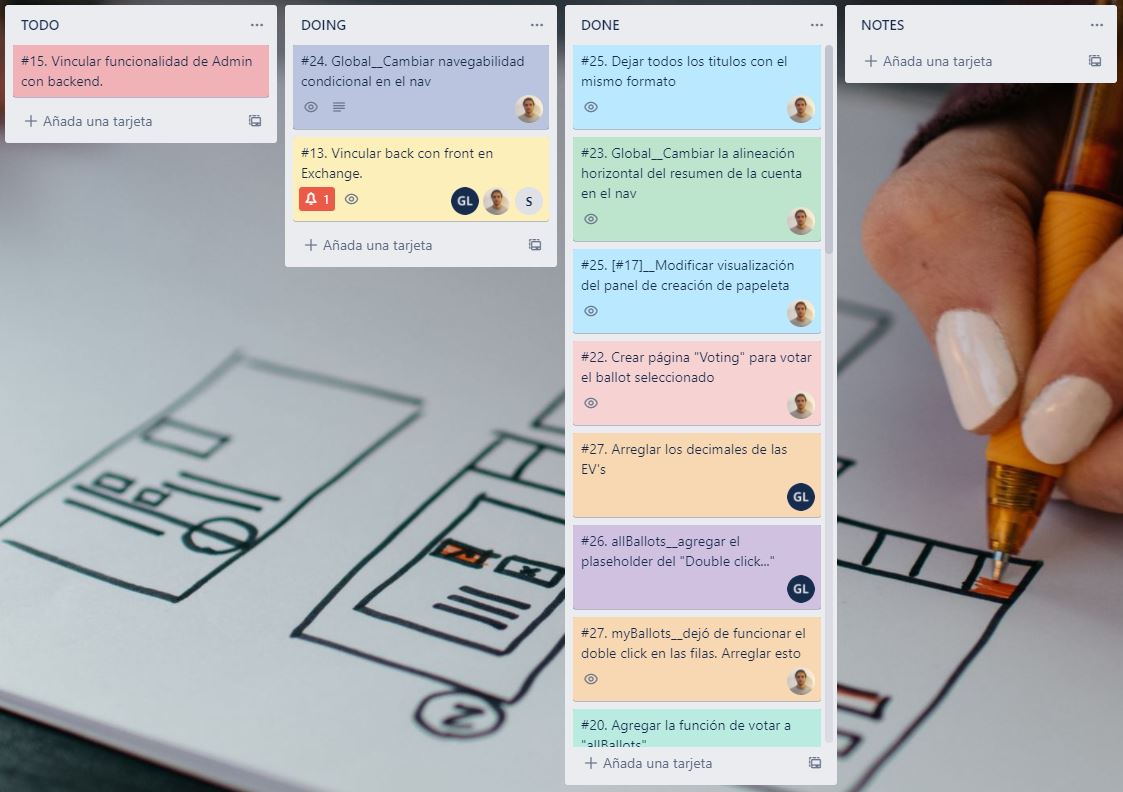 TODO
#15. Vincular funcionalidad de Admin
con backend.
Añada una tarjeta
DOING
#24. Global__Cambiar navegabilidad
condicional en el nav
#13. Vincular back con front en
Exchange.
1
GL
S
Añada una tarjeta
DONE
#25. Dejar todos los titulos con el
mismo formato
#23. Global__Cambiar la alineación
horizontal del resumen de la cuenta
en el nav
#25. [#17]__Modificar visualización
del panel de creación de papeleta
#22. Crear página "Voting" para votar
el ballot seleccionado
#27. Arreglar los decimales de las
EV's
GL
#26. allBallots__agregar el
plaseholder del "Double click..."
GL
#27. myBallots__dejó de funcionar el
doble click en las filas. Arreglar esto
#20. Agregar la función de votar a
"allBallots"
Añada una tarjeta
NOTES
Añada una tarjeta
2